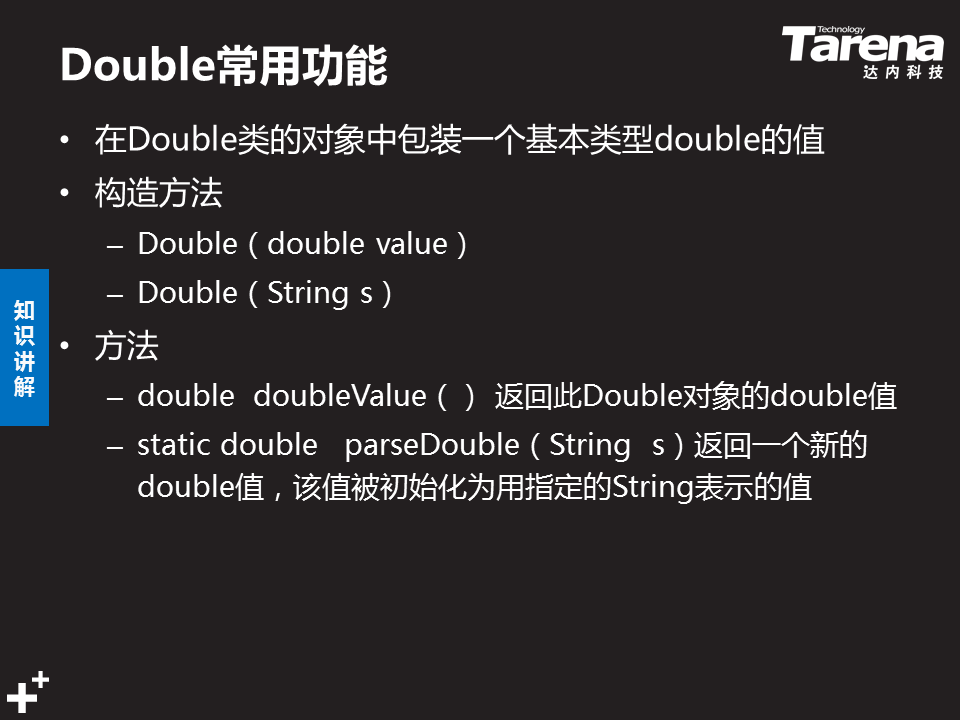 Double常用功能
Technology
Tarena
达内科技
• 在Double类的对象中包装一个基本类型double的值
• 构造方法
– Double（double value）
– Double（String s）
知识讲解
• 方法
– double doubleValue（ ） 返回此Double对象的double值
– static double parseDouble（String s）返回一个新的
double值，该值被初始化为用指定的String表示的值